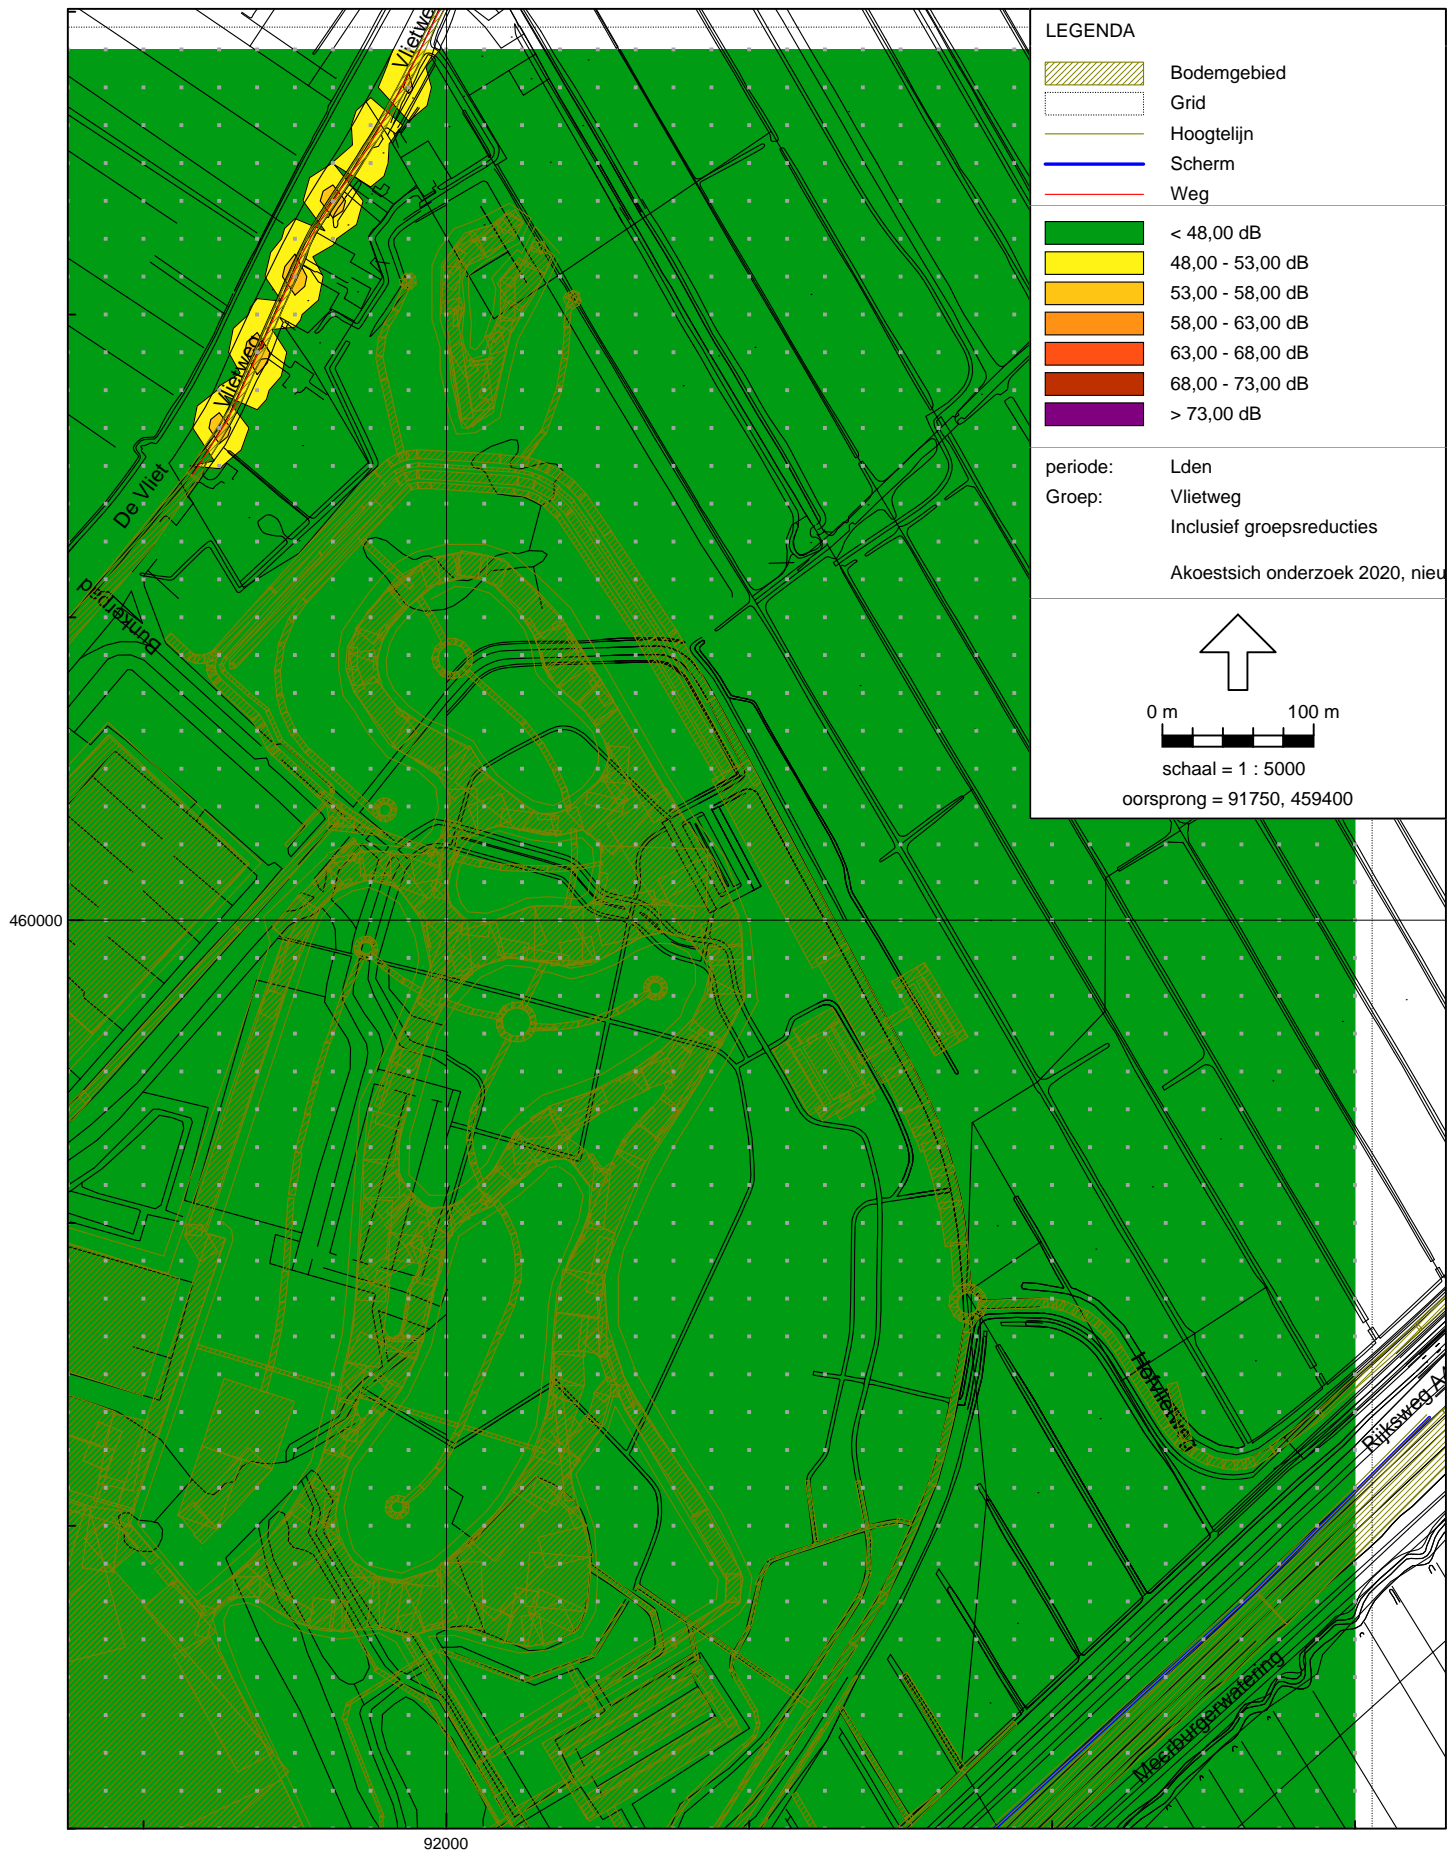 Vlietweg
LEGENDA
Bodemgebied
Grid
Hoogtelijn
Scherm
Weg
< 48,00 dB
48,00 - 53,00 dB
53,00 - 58,00 dB
58,00 - 63,00 dB
63,00 - 68,00 dB
68,00 - 73,00 dB
> 73,00 dB
periode: Lden
Groep: Vlietweg
Inclusief groepsreducties
Akoestsich onderzoek 2020, nieu
0 m 100 m
schaal = 1 : 5000
oorsprong = 91750, 459400
Vlietweg
De Vliet
Bunkerpad
460000
Hofvlietweg
Rijksweg A4
Meerburgerwatering
92000